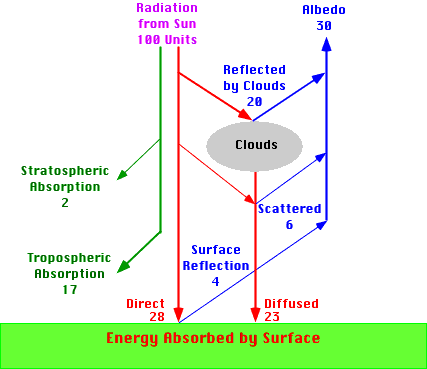 Radiation
from Sun
100 Units
Albedo
30
Reflected
by Clouds
20
Clouds
Stratospheric
Absorption
2
Scattered
6
Tropospheric
Absorption
17
Surface
Reflection
4
Direct
28
Diffused
23
Energy Absorbed by Surface